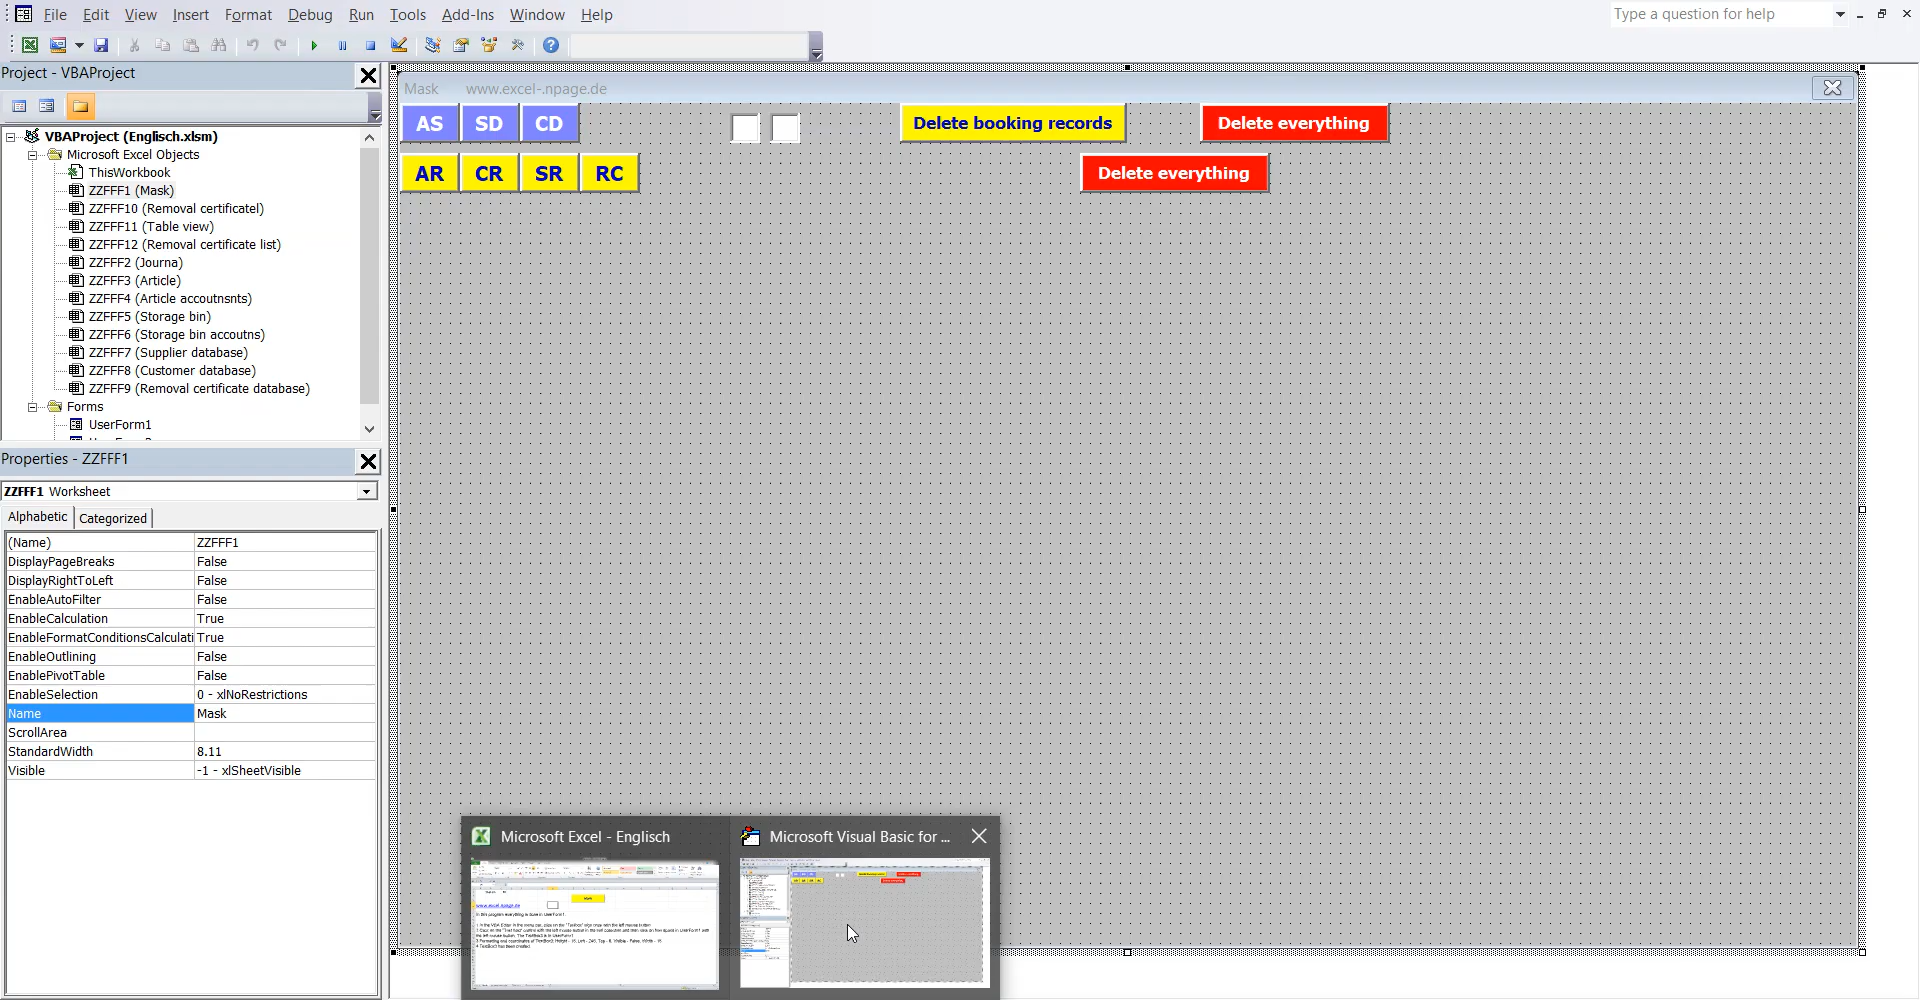 File Edit View Insert Format Debug Run Tools Add-Ins Window Help
Type a question for help
Project - VBAProject
VBAProject (Englisch.xlsm)
Microsoft Excel Objects
ThisWorkbook
ZZFFF1 (Mask)
ZZFFF10 (Removal certificatel)
ZZFFF11 (Table view)
ZZFFF12 (Removal certificate list)
ZZFFF2 (Journa)
ZZFFF3 (Article)
ZZFFF4 (Article accoutnsnts)
ZZFFF5 (Storage bin)
ZZFFF6 (Storage bin accoutns)
ZZFFF7 (Supplier database)
ZZFFF8 (Customer database)
ZZFFF9 (Removal certificate database)
Forms
UserForm1
Properties - ZZFFF1
ZZFFF1 Worksheet
Alphabetic Categorized
(Name) ZZFFF1
DisplayPageBreaks False
DisplayRightToLeft False
EnableAutoFilter False
EnableCalculation True
EnableFormatConditionsCalculati True
EnableOutlining False
EnablePivotTable False
EnableSelection 0 - xlNoRestrictions
Name Mask
ScrollArea
StandardWidth 8.11
Visible -1 - xlSheetVisible
Mask www.excel-.npage.de
AS SD CD Delete booking records Delete everything
AR CR SR RC Delete everything
Microsoft Excel - Englisch
Microsoft Visual Basic for ...